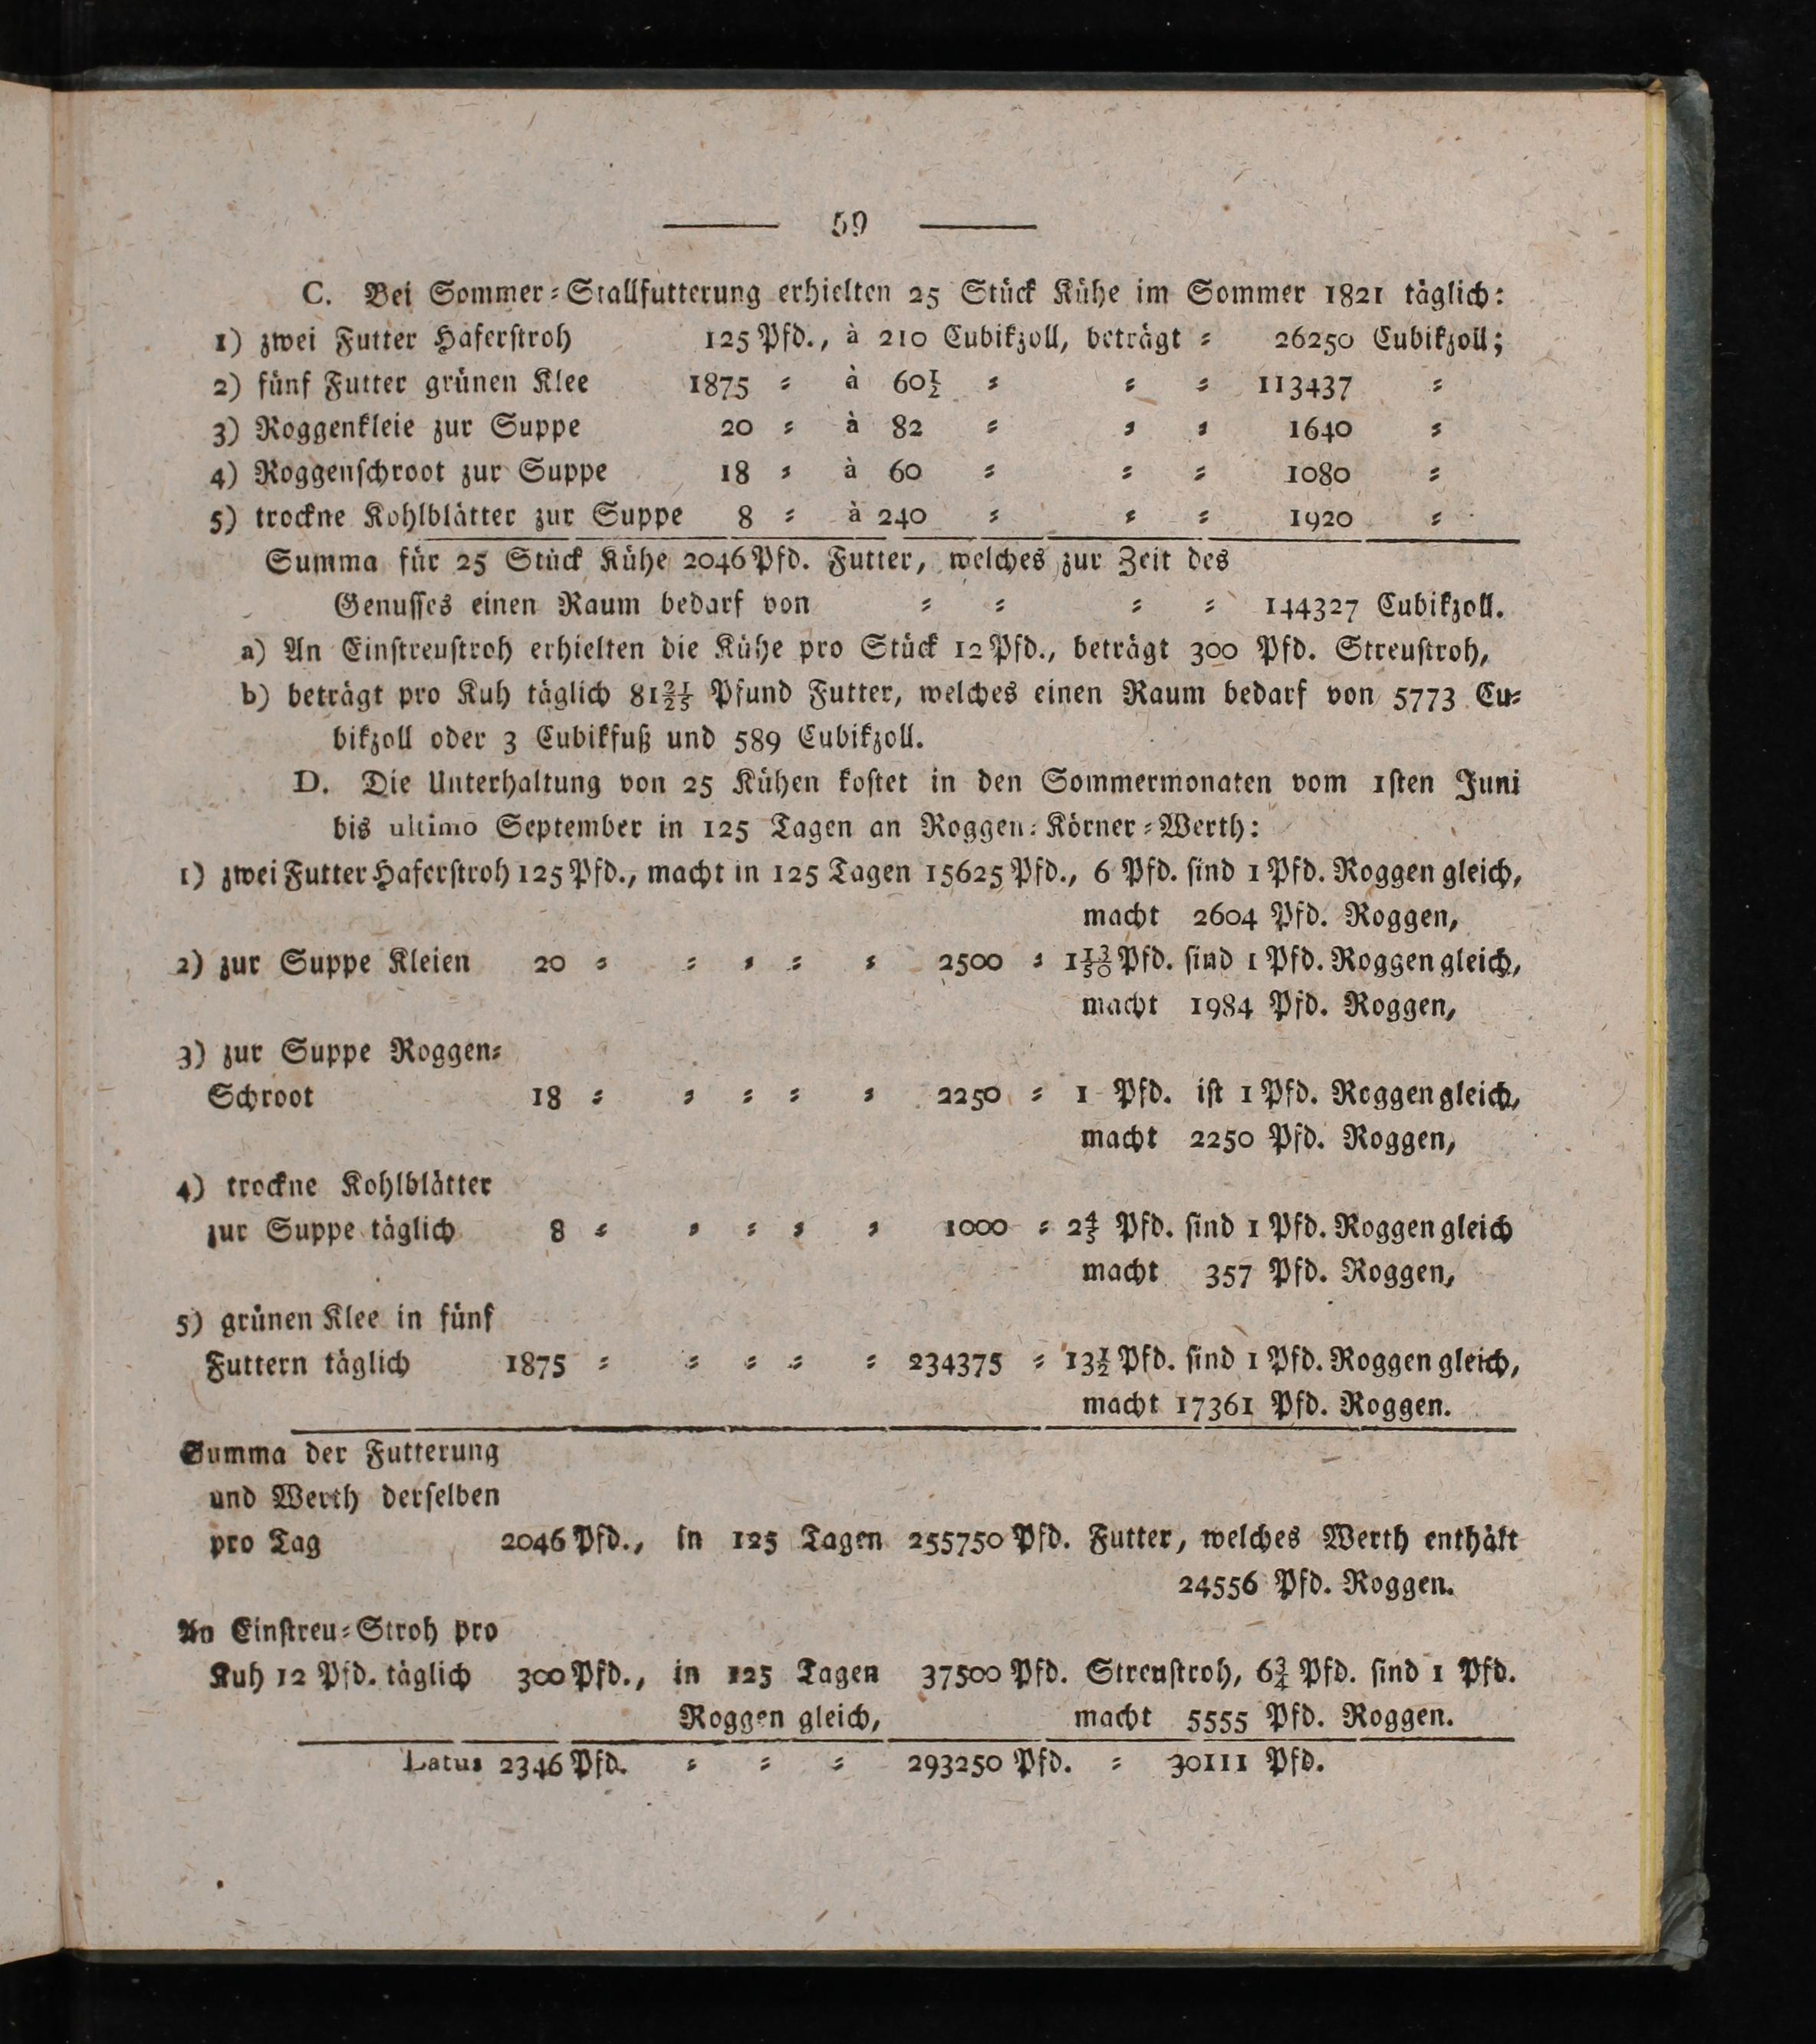 59
C. Bei Sommer⸗Stallfutterung erhielten 25 Stück Kühe im Sommer 1821 täglich:
1) zwei Futter Haferstroh 125 Pfd., à 210 Cubikzoll, beträgt ⸗ 26250 Cubikzoll;
2) fünf Futter grünen Klee 1875 ⸗ à 60½ ⸗ ⸗ ⸗ 113437 ⸗
3) Roggenkleie zur Suppe 20 ⸗ à 82 ⸗ ⸗ ⸗ 1640 ⸗
4) Roggenschroot zur Suppe 18 ⸗ à 60 ⸗ ⸗ ⸗ 1080 ⸗
5) trockne Kohlblätter zur Suppe 8 ⸗ à 240 ⸗ ⸗ ⸗ 1920 ⸗
Summa für 25 Stück Kühe 2046 Pfd. Futter, welches zur Zeit des
Genusses einen Raum bedarf von ⸗ ⸗ ⸗ ⸗ 144327 Cubikzoll.
a) An Einstreustroh erhielten die Kühe pro Stück 12 Pfd., beträgt 300 Pfd. Streustroh,
b) beträgt pro Kuh täglich 81 21/25 Pfund Futter, welches einen Raum bedarf von 5773 Cu⸗
bikzoll oder 3 Cubikfuß und 589 Cubikzoll.
D. Die Unterhaltung von 25 Kühen kostet in den Sommermonaten vom 1sten Juni
bis ultimo September in 125 Tagen an Roggen⸗Körner⸗Werth:
1) zwei Futter Haferstroh 125 Pfd., macht in 125 Tagen 15625 Pfd., 6 Pfd. sind 1 Pfd. Roggen gleich,
macht 2604 Pfd. Roggen,
2) zur Suppe Kleien 20 ⸗ ⸗ ⸗ ⸗ ⸗ 2500 ⸗ 1 13/50 Pfd. sind 1 Pfd. Roggen gleich,
macht 1984 Pfd. Roggen,
3) zur Suppe Roggen⸗
Schroot 18 ⸗ ⸗ ⸗ ⸗ ⸗ 2250 ⸗ 1 Pfd. ist 1 Pfd. Roggen gleich,
macht 2250 Pfd. Roggen,
4) trockne Kohlblätter
zur Suppe täglich 8 ⸗ ⸗ ⸗ ⸗ ⸗ 1000 ⸗ 2⅘ Pfd. sind 1 Pfd. Roggen gleich
macht 357 Pfd. Roggen,
5) grünen Klee in fünf
Futtern täglich 1875 ⸗ ⸗ ⸗ ⸗ ⸗ 234375 ⸗ 13½ Pfd. sind 1 Pfd. Roggen gleich,
macht 17361 Pfd. Roggen.
Summa der Futterung
und Werth derselben
pro Tag 2046 Pfd., in 125 Tagen 255750 Pfd. Futter, welches Werth enthält
24556 Pfd. Roggen.
An Einstreu⸗Stroh pro
Kuh 12 Pfd. täglich 300 Pfd., in 125 Tagen 37500 Pfd. Streustroh, 6¾ Pfd. sind 1 Pfd.
Roggen gleich, macht 5555 Pfd. Roggen.
Latus 2346 Pfd. ⸗ ⸗ ⸗ 293250 Pfd. ⸗ 30111 Pfd.